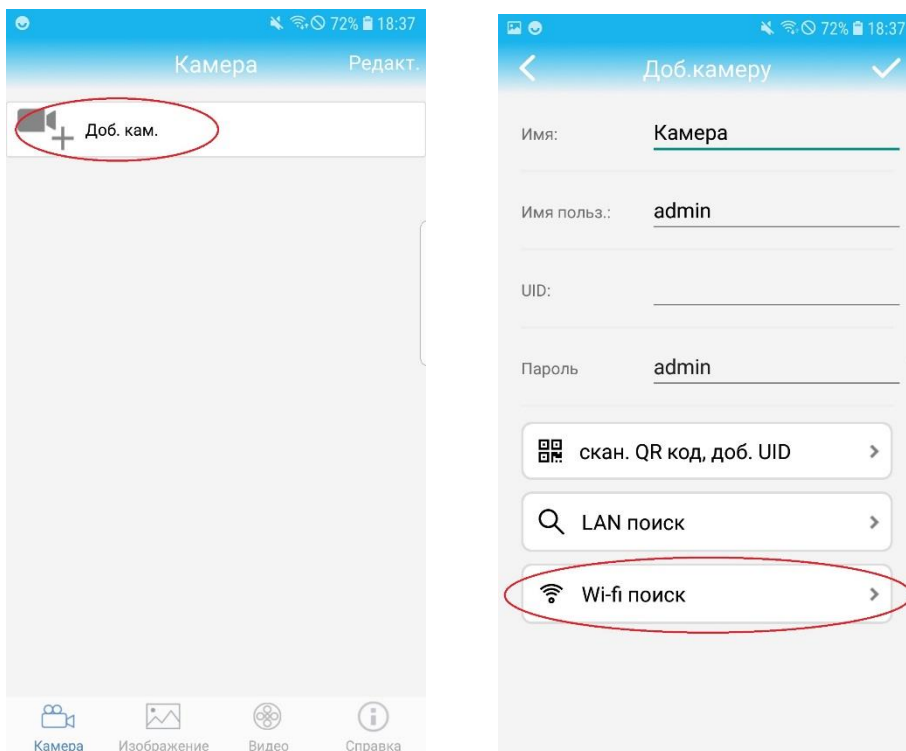 72% 18:37
Камера Редакт.
Доб. кам.
Камера Изображение Видео Справка
72% 18:37
Доб.камеру
Имя: Камера
Имя польз.: admin
UID:
Пароль admin
скан. QR код, доб. UID
LAN поиск
Wi-fi поиск